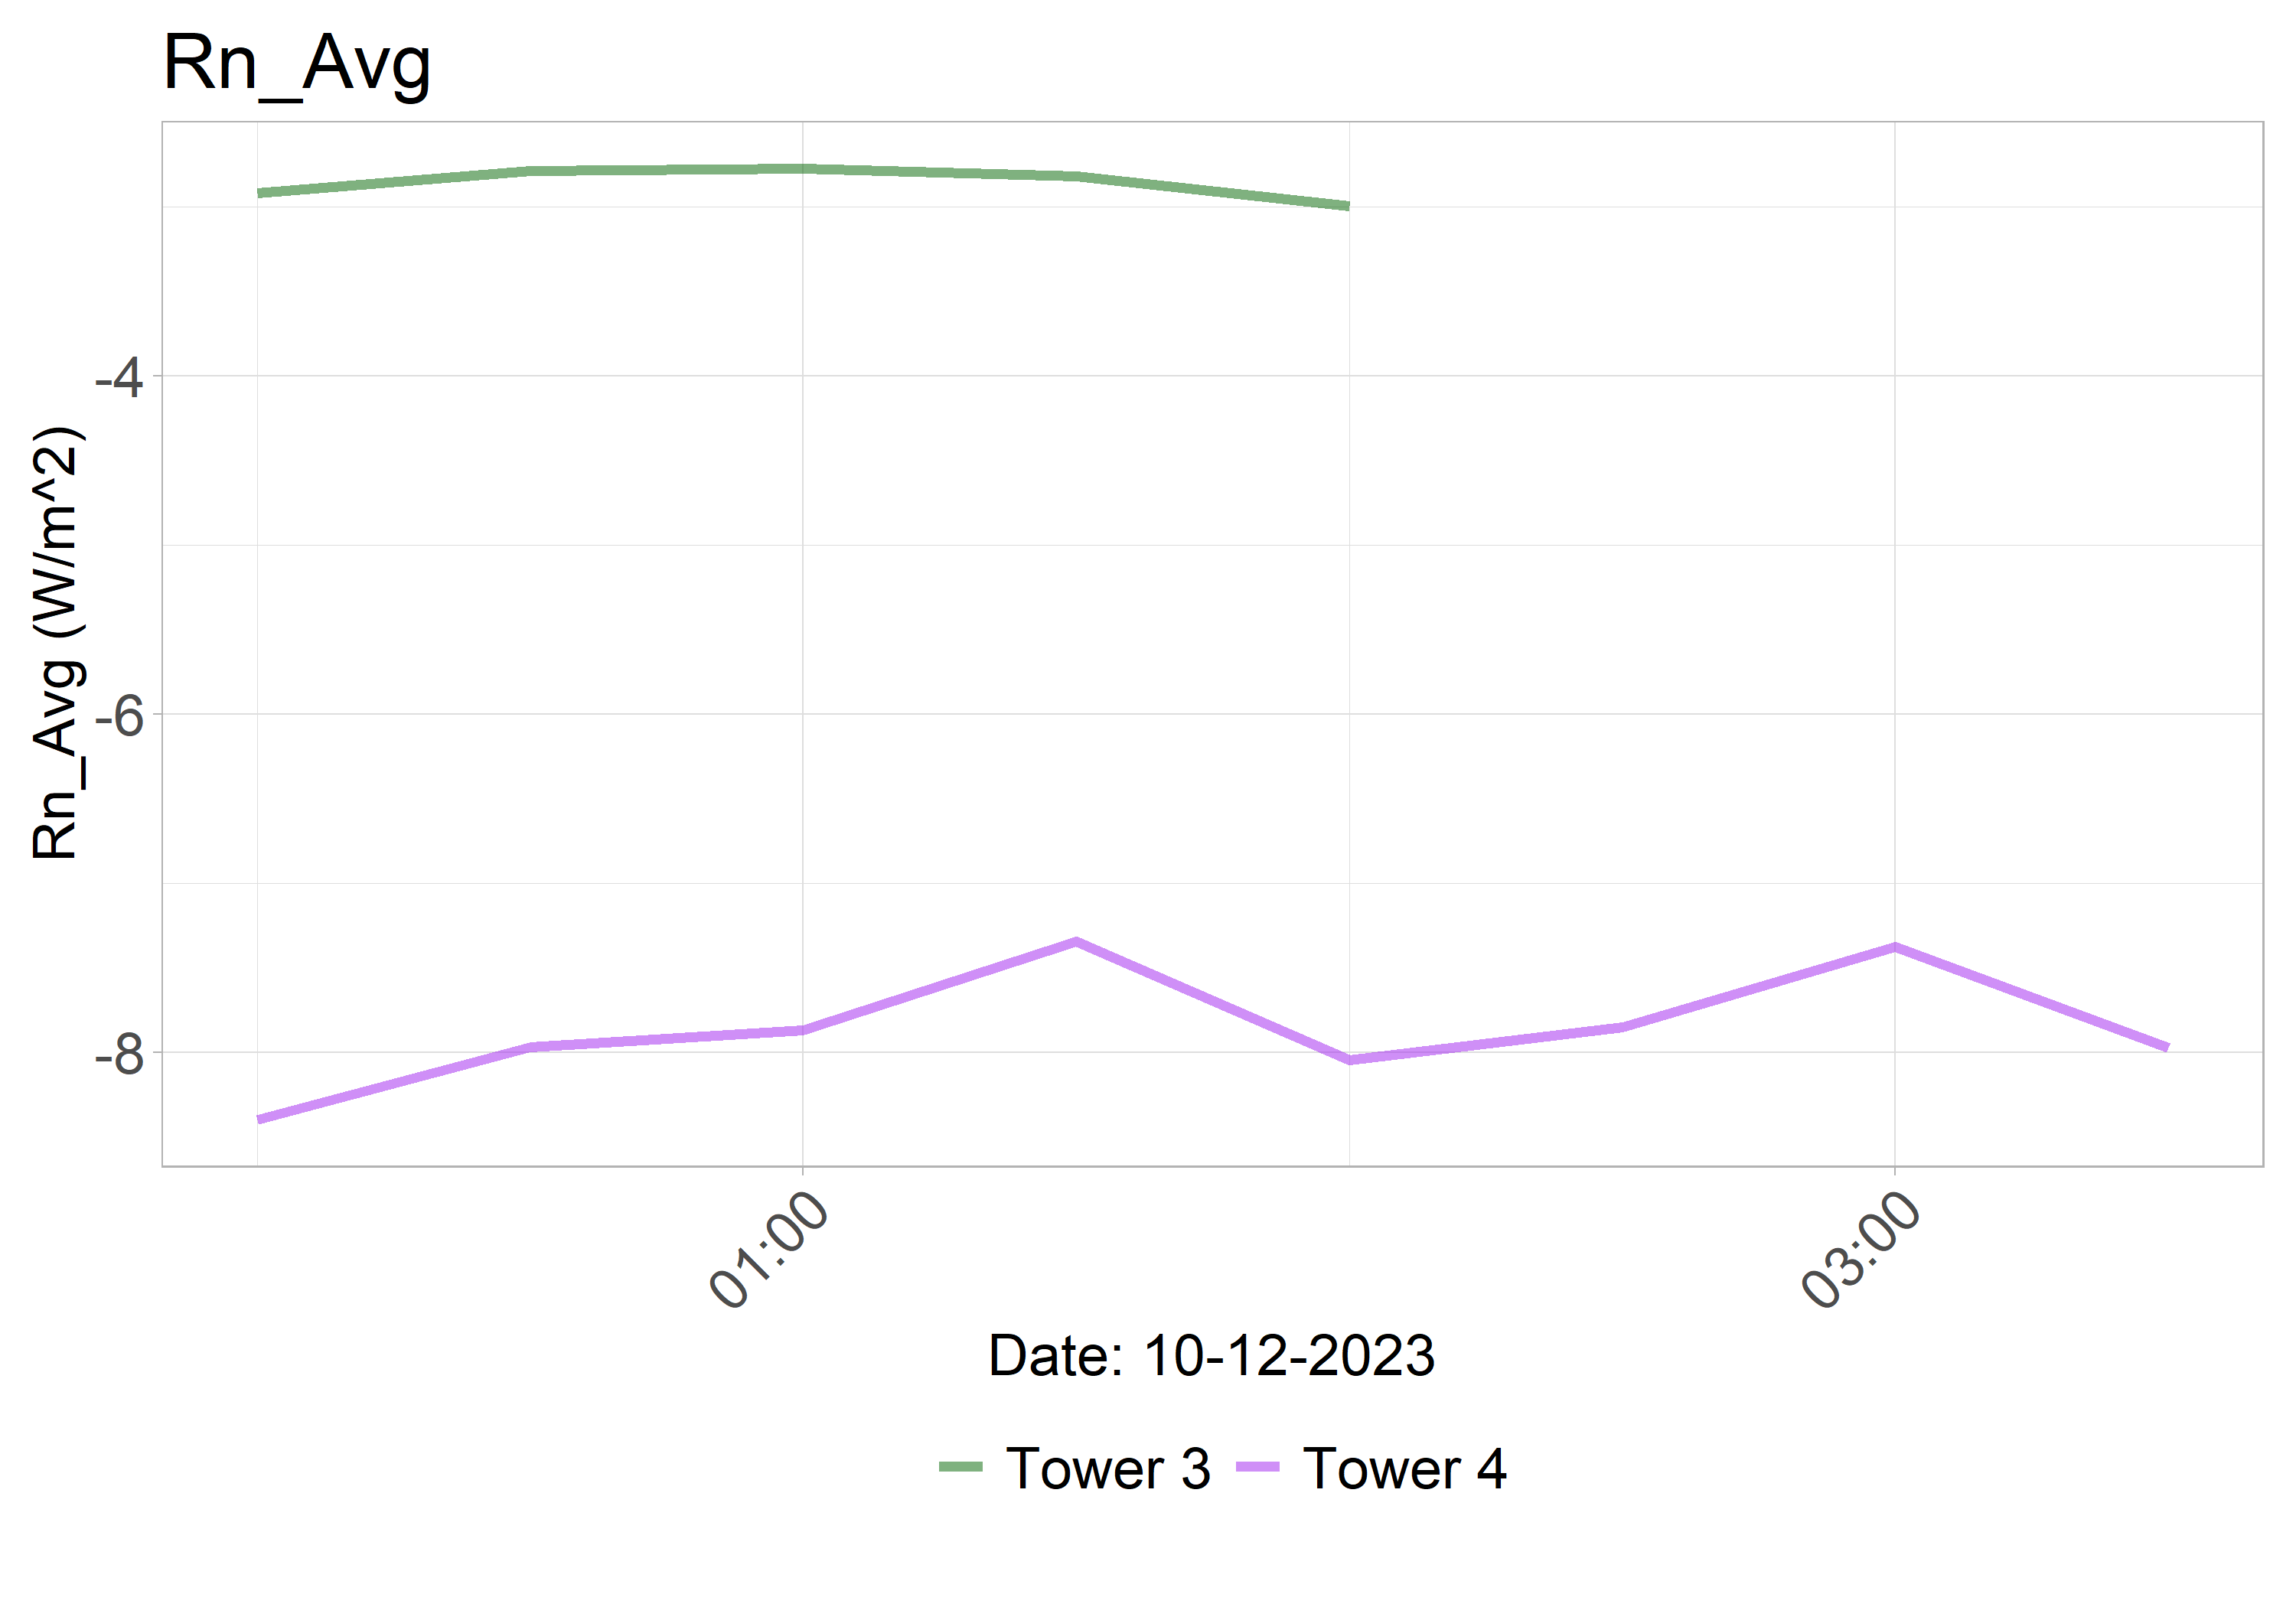 Rn_Avg
Rn_Avg (W/m^2)
-4
-6
-8
01:00
03:00
Date: 10-12-2023
Tower 3 Tower 4